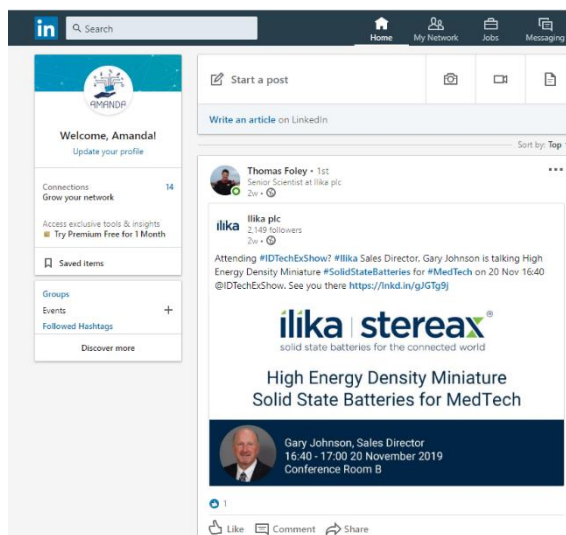 in
Search
Home
My Network
Jobs
Messaging
AMANDA
Welcome, Amanda!
Update your profile
Connections 14
Grow your network
Access exclusive tools & insights
Try Premium Free for 1 Month
Saved items
Groups
Events +
Followed Hashtags
Discover more
Start a post
Write an article on LinkedIn
Sort by: Top
Thomas Foley • 1st
Senior Scientist at Ilika plc
2w •
ilika
Ilika plc
2,149 followers
2w •
Attending #IDTechExShow? #Ilika Sales Director, Gary Johnson is talking High
Energy Density Miniature #SolidStateBatteries for #MedTech on 20 Nov 16:40
@IDTechExShow. See you there https://lnkd.in/gJGTg9j
ilika | stereax®
solid state batteries for the connected world
High Energy Density Miniature
Solid State Batteries for MedTech
Gary Johnson, Sales Director
16:40 - 17:00 20 November 2019
Conference Room B
1
Like
Comment
Share